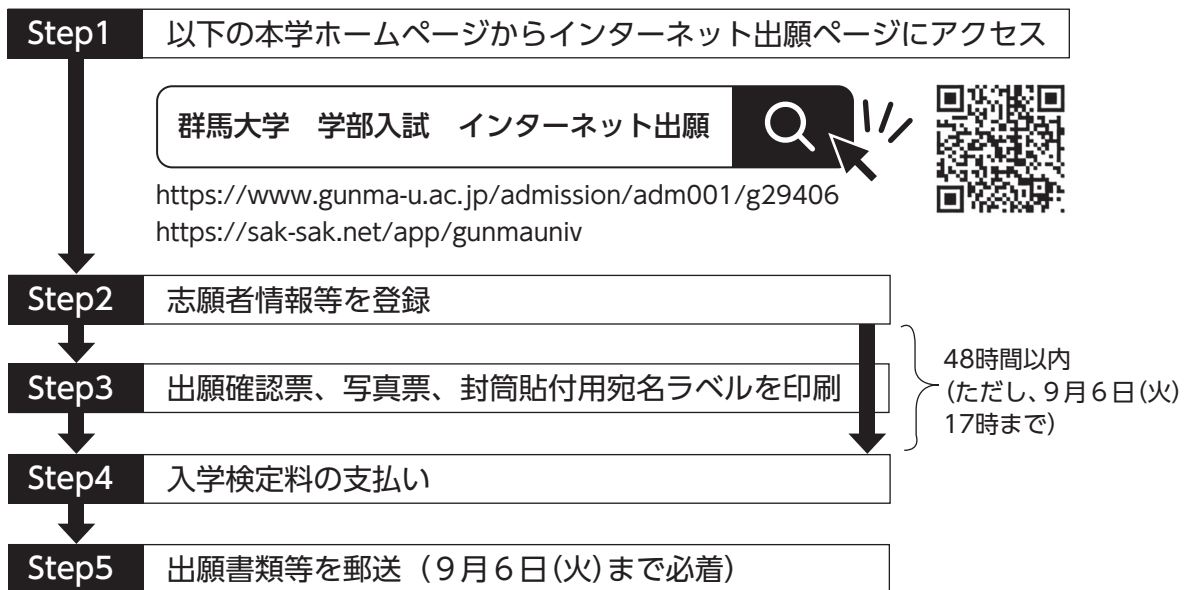 Step1 以下の本学ホームページからインターネット出願ページにアクセス
群馬大学 学部入試 インターネット出願
https://www.gunma-u.ac.jp/admission/adm001/g29406
https://sak-sak.net/app/gunmauniv
Step2 志願者情報等を登録
Step3 出願確認票、写真票、封筒貼付用宛名ラベルを印刷
48時間以内
(ただし、9月6日(火)
17時まで)
Step4 入学検定料の支払い
Step5 出願書類等を郵送(9月6日(火)まで必着)